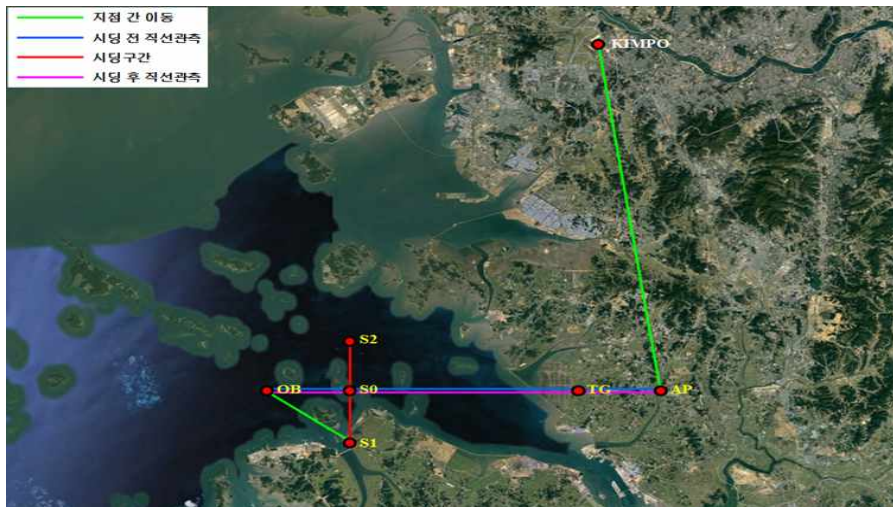 지점 간 이동
시딩 전 직선관측
시딩구간
시딩 후 직선관측
KIMPO
S2
OB
S0
TG
AP
S1